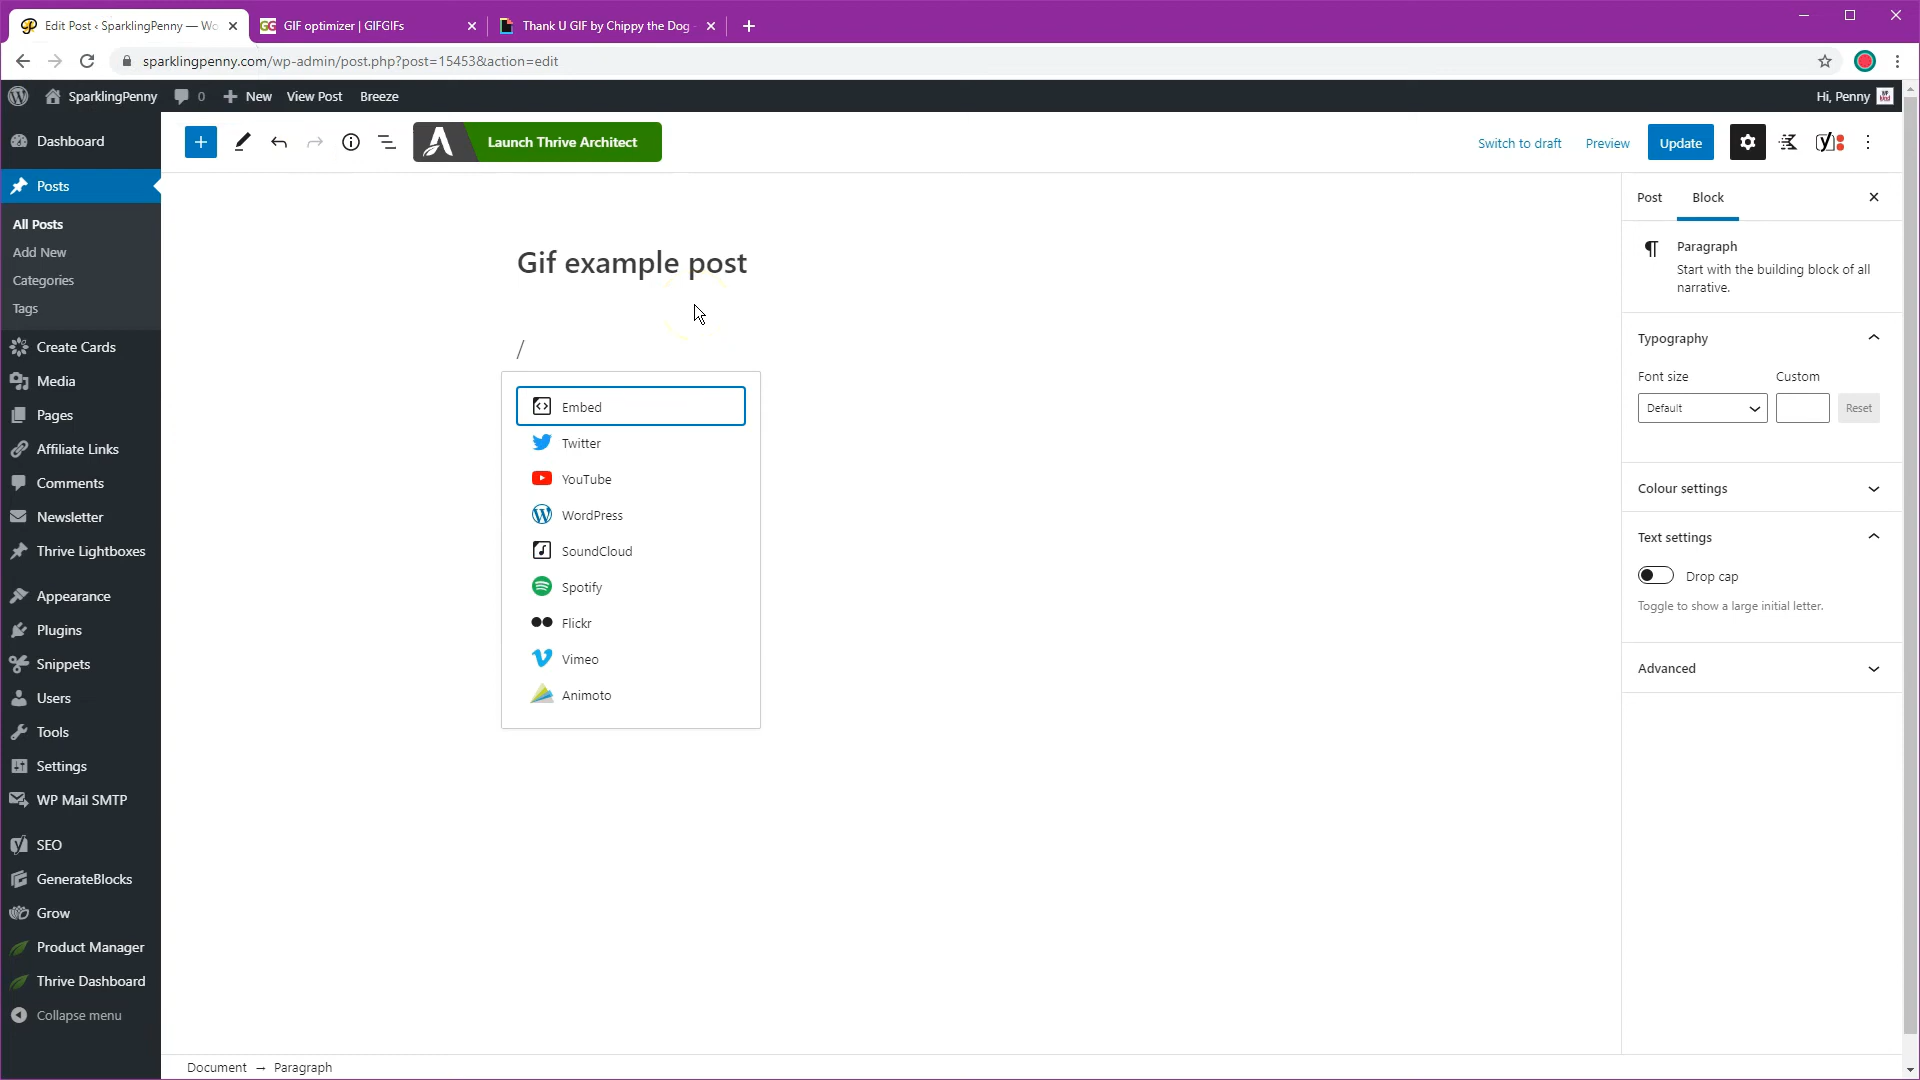 Edit Post ‹ SparklingPenny — Wo
GIF optimizer | GIFGIFs
Thank U GIF by Chippy the Dog -
sparklingpenny.com/wp-admin/post.php?post=15453&action=edit
SparklingPenny
0
New
View Post
Breeze
Hi, Penny
Dashboard
Posts
All Posts
Add New
Categories
Tags
Create Cards
Media
Pages
Affiliate Links
Comments
Newsletter
Thrive Lightboxes
Appearance
Plugins
Snippets
Users
Tools
Settings
WP Mail SMTP
SEO
GenerateBlocks
Grow
Product Manager
Thrive Dashboard
Collapse menu
Launch Thrive Architect
Switch to draft
Preview
Update
Gif example post
/
Embed
Twitter
YouTube
WordPress
SoundCloud
Spotify
Flickr
Vimeo
Animoto
Post
Block
Paragraph
Start with the building block of all
narrative.
Typography
Font size
Custom
Default
Reset
Colour settings
Text settings
Drop cap
Toggle to show a large initial letter.
Advanced
Document → Paragraph